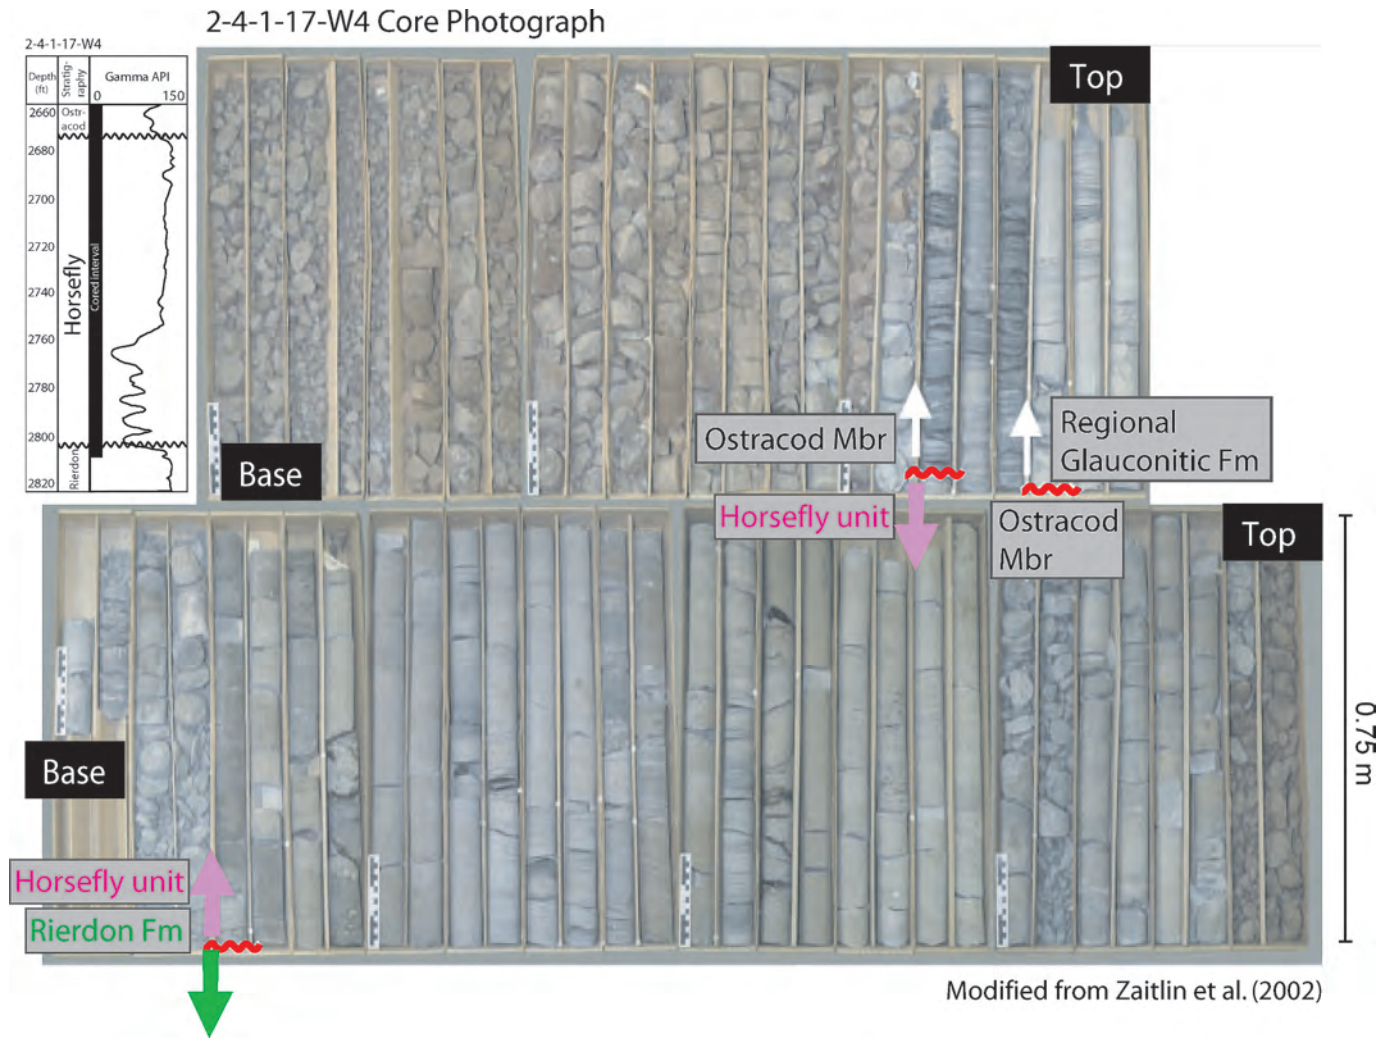 2-4-1-17-W4 Core Photograph
2-4-1-17-W4
Depth
(ft)
Stratig-
raphy
Gamma API
0 150
2660
2680
2700
2720
2740
2760
2780
2800
2820
Ostr-
acod
Horsefly
Rierdon
Cored interval
Top
Base
Ostracod Mbr
Horsefly unit
Regional
Glauconitic Fm
Ostracod
Mbr
Top
Base
Horsefly unit
Rierdon Fm
0.75 m
Modified from Zaitlin et al. (2002)